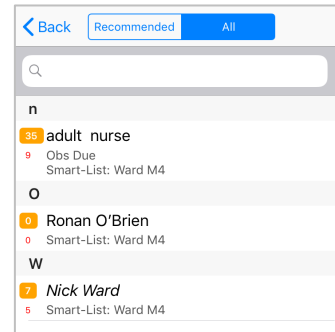 Back Recommended All
n
35 adult nurse
9 Obs Due
Smart-List: Ward M4
O
0 Ronan O’Brien
0 Smart-List: Ward M4
W
7 Nick Ward
5 Smart-List: Ward M4